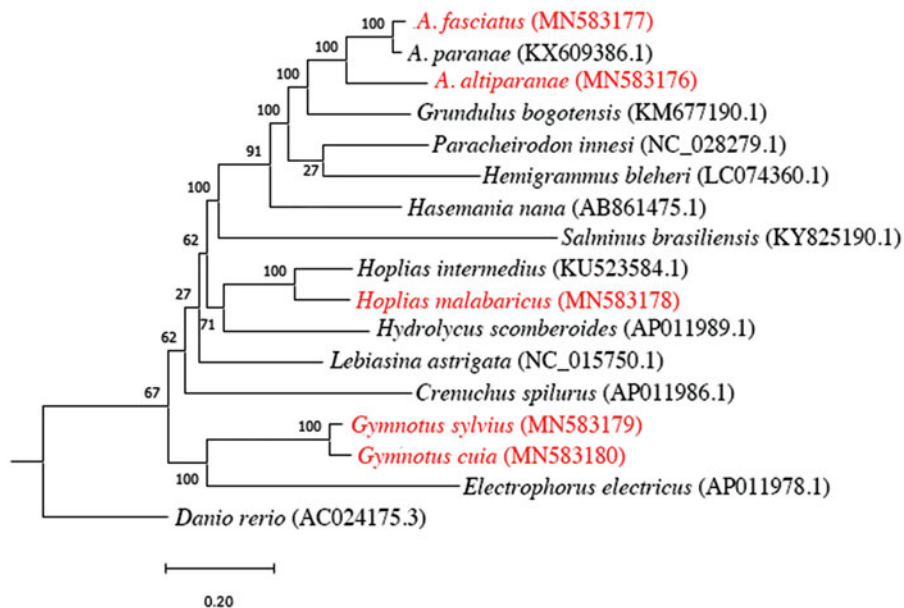 100
A. fasciatus (MN583177)
100
A. paranae (KX609386.1)
100
A. altiparanae (MN583176)
100
Grundulus bogotensis (KM677190.1)
91
Paracheirodon innesi (NC_028279.1)
27
Hemigrammus bleheri (LC074360.1)
100
Hasemania nana (AB861475.1)
62
Salminus brasiliensis (KY825190.1)
100
Hoplias intermedius (KU523584.1)
27
Hoplias malabaricus (MN583178)
71
Hydrolycus scomberoides (AP011989.1)
62
Lebiasina astrigata (NC_015750.1)
67
Crenuchus spilurus (AP011986.1)
100
Gymnotus sylvius (MN583179)
Gymnotus cuia (MN583180)
100
Electrophorus electricus (AP011978.1)
Danio rerio (AC024175.3)
0.20